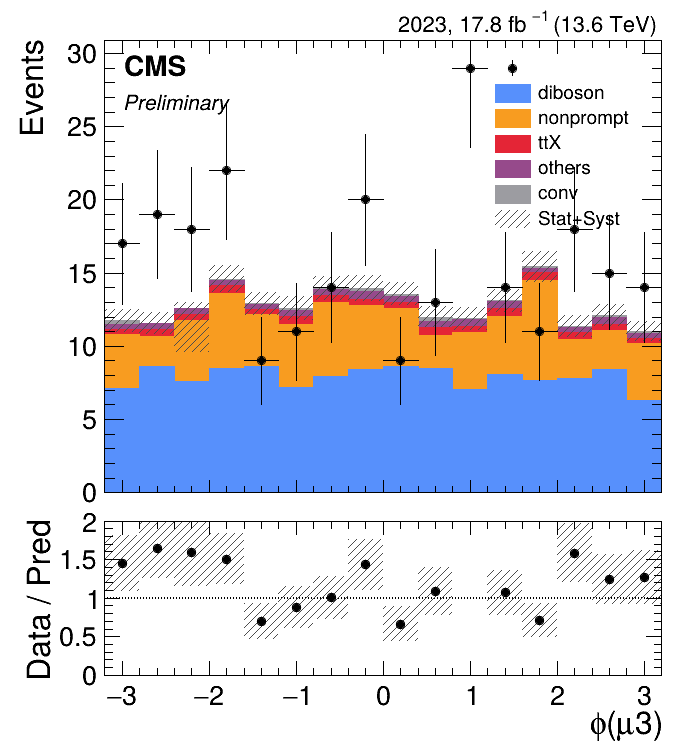 2023, 17.8 fb⁻¹ (13.6 TeV)
CMS
Preliminary
Events
30
25
20
15
10
5
0
diboson
nonprompt
ttX
others
conv
Stat+Syst
Data / Pred
2
1.5
1
0.5
0
−3 −2 −1 0 1 2 3
ϕ(μ3)